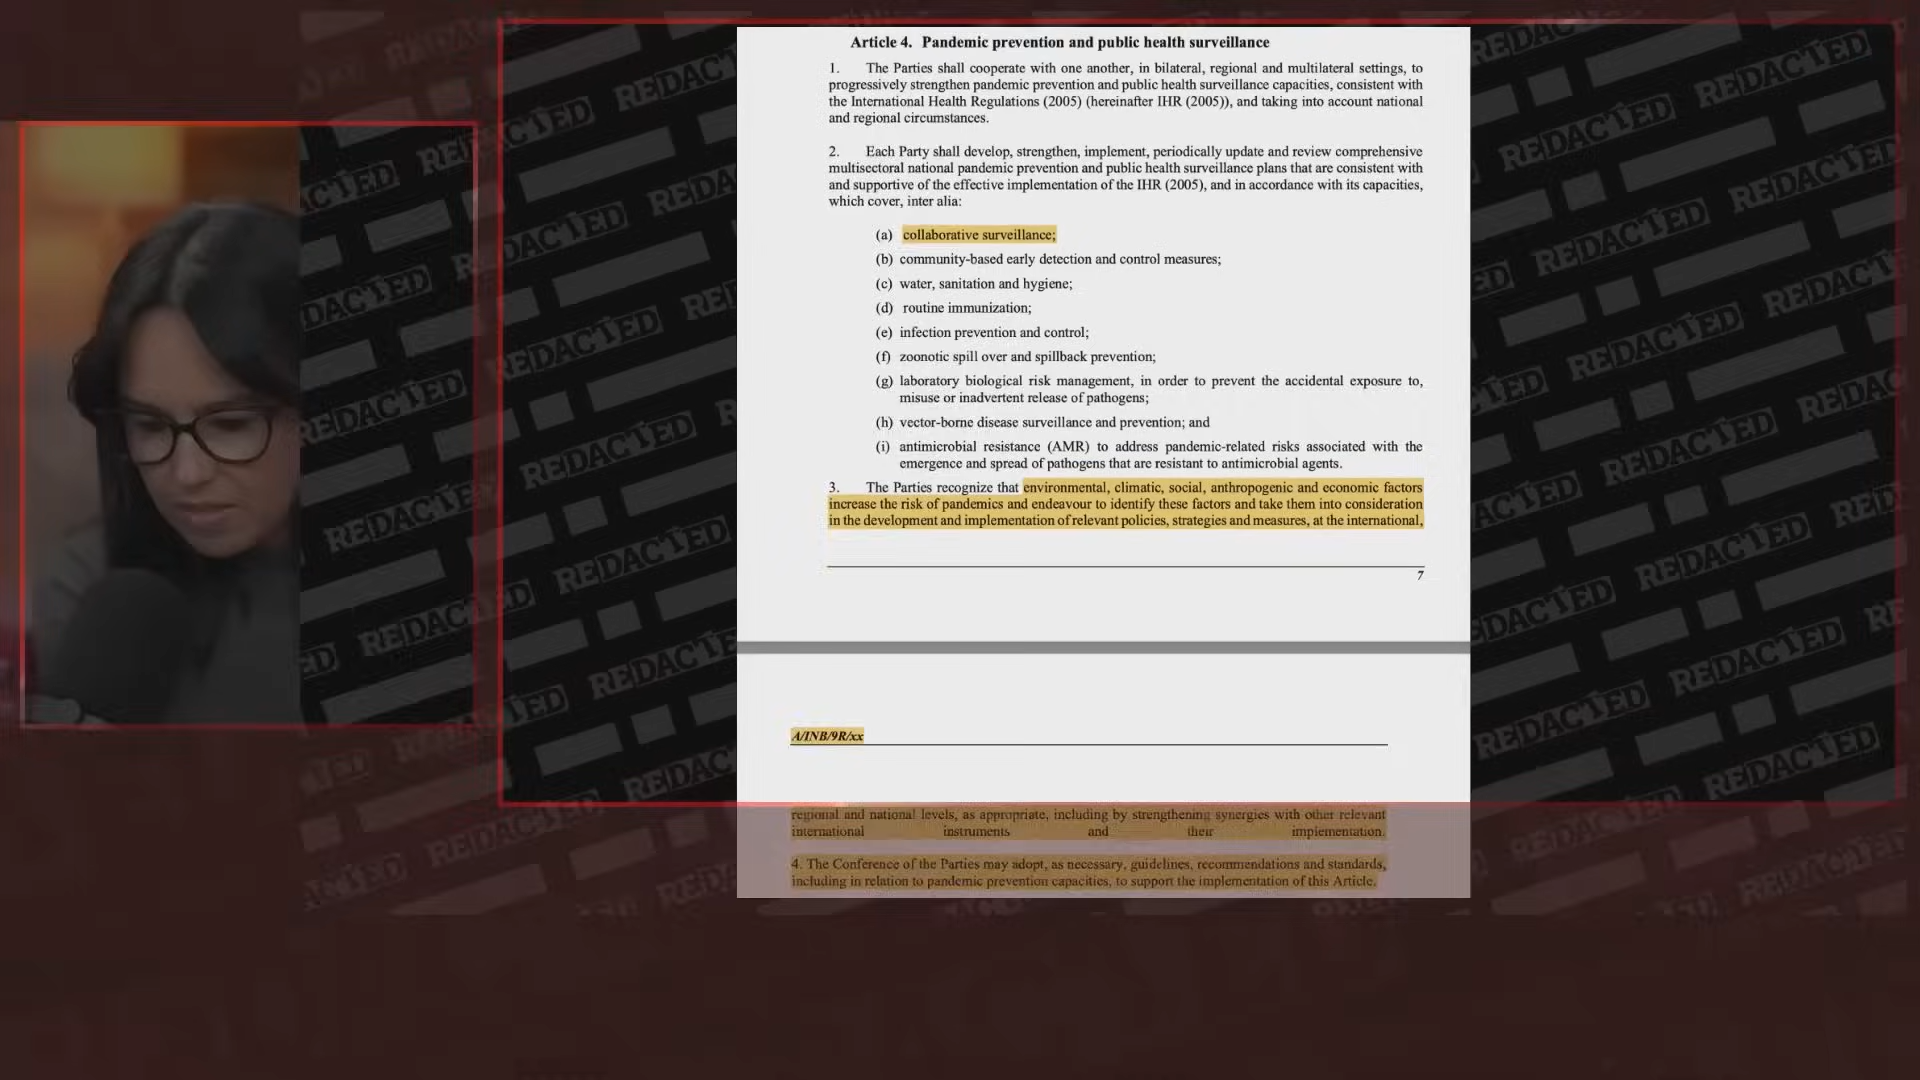 Article 4. Pandemic prevention and public health surveillance
1. The Parties shall cooperate with one another, in bilateral, regional and multilateral settings, to
progressively strengthen pandemic prevention and public health surveillance capacities, consistent with
the International Health Regulations (2005) (hereinafter IHR (2005)), and taking into account national
and regional circumstances.
2. Each Party shall develop, strengthen, implement, periodically update and review comprehensive
multisectoral national pandemic prevention and public health surveillance plans that are consistent with
and supportive of the effective implementation of the IHR (2005), and in accordance with its capacities,
which cover, inter alia:
(a) collaborative surveillance;
(b) community-based early detection and control measures;
(c) water, sanitation and hygiene;
(d) routine immunization;
(e) infection prevention and control;
(f) zoonotic spill over and spillback prevention;
(g) laboratory biological risk management, in order to prevent the accidental exposure to,
misuse or inadvertent release of pathogens;
(h) vector-borne disease surveillance and prevention; and
(i) antimicrobial resistance (AMR) to address pandemic-related risks associated with the
emergence and spread of pathogens that are resistant to antimicrobial agents.
3. The Parties recognize that environmental, climatic, social, anthropogenic and economic factors
increase the risk of pandemics and endeavour to identify these factors and take them into consideration
in the development and implementation of relevant policies, strategies and measures, at the international,
7
A/INB/9R/xx
regional and national levels, as appropriate, including by strengthening synergies with other relevant
international instruments and their implementation.
4. The Conference of the Parties may adopt, as necessary, guidelines, recommendations and standards,
including in relation to pandemic prevention capacities, to support the implementation of this Article.
REDACTED